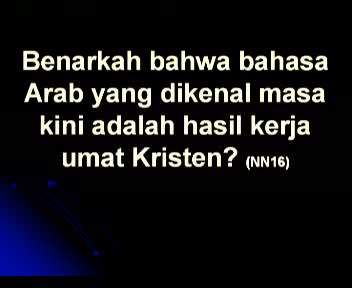 Benarkah bahwa bahasa
Arab yang dikenal masa
kini adalah hasil kerja
umat Kristen? (NN16)